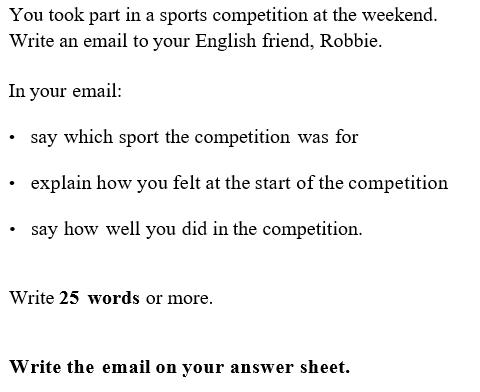 You took part in a sports competition at the weekend.
Write an email to your English friend, Robbie.
In your email:
• say which sport the competition was for
• explain how you felt at the start of the competition
• say how well you did in the competition.
Write 25 words or more.
Write the email on your answer sheet.